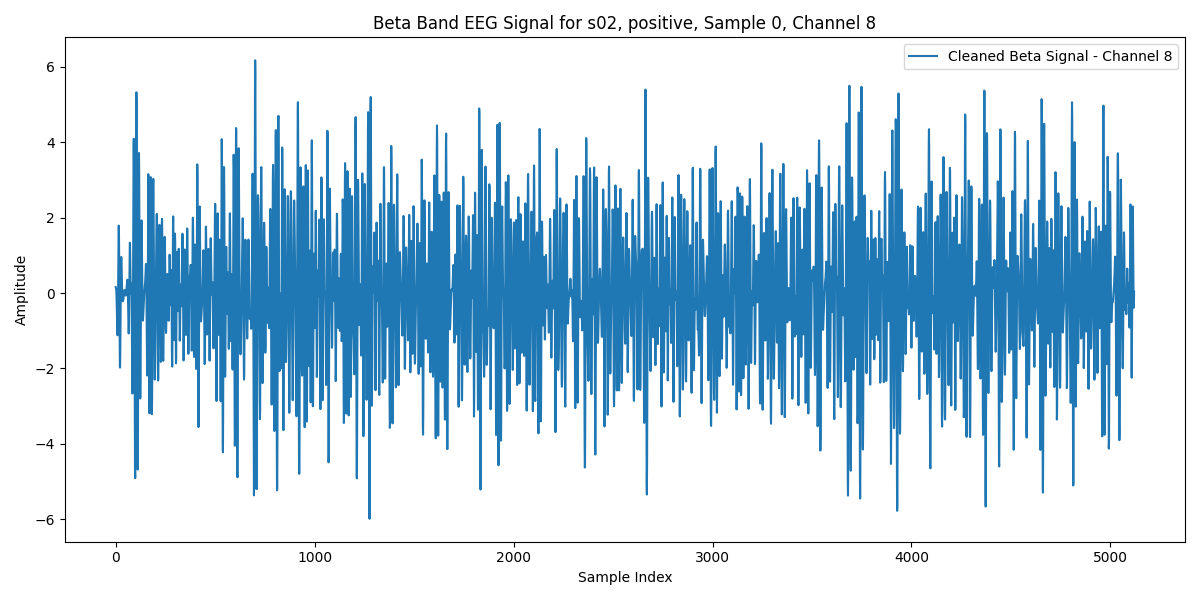 Beta Band EEG Signal for s02, positive, Sample 0, Channel 8
Cleaned Beta Signal - Channel 8
6
4
2
0
−2
−4
−6
Amplitude
0 1000 2000 3000 4000 5000
Sample Index